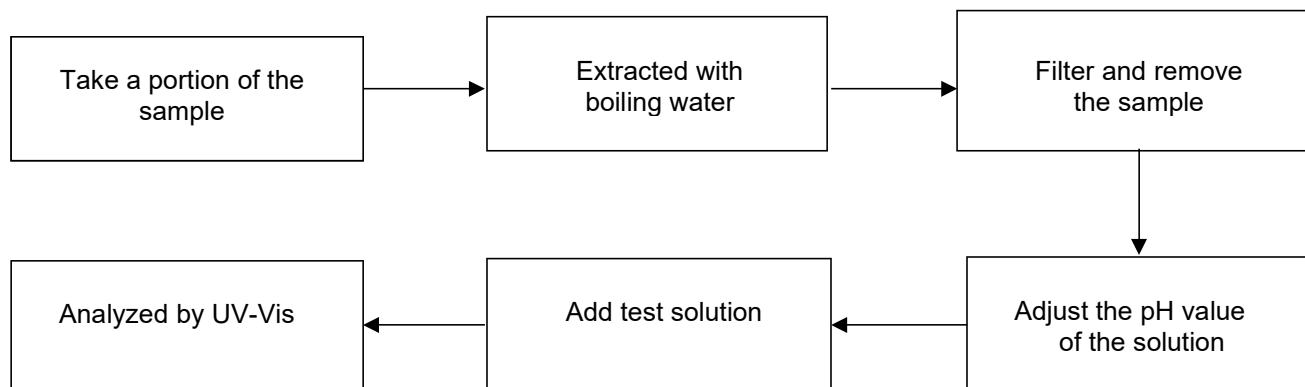 Take a portion of the
sample
Extracted with
boiling water
Filter and remove
the sample
Adjust the pH value
of the solution
Add test solution
Analyzed by UV-Vis